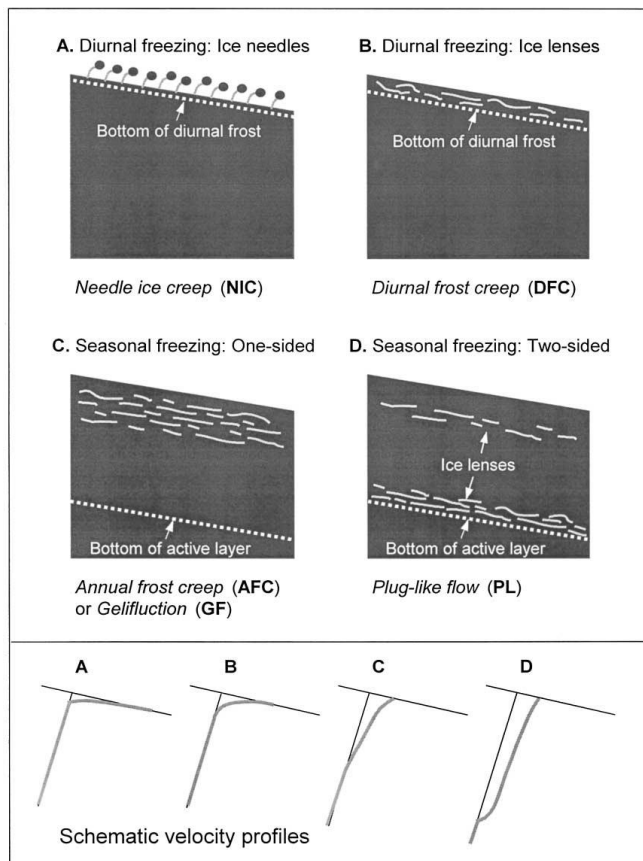 A. Diurnal freezing: Ice needles
Bottom of diurnal frost
Needle ice creep (NIC)
B. Diurnal freezing: Ice lenses
Bottom of diurnal frost
Diurnal frost creep (DFC)
C. Seasonal freezing: One-sided
Bottom of active layer
Annual frost creep (AFC)
or Gelifluction (GF)
D. Seasonal freezing: Two-sided
Ice lenses
Bottom of active layer
Plug-like flow (PL)
A
B
C
D
Schematic velocity profiles